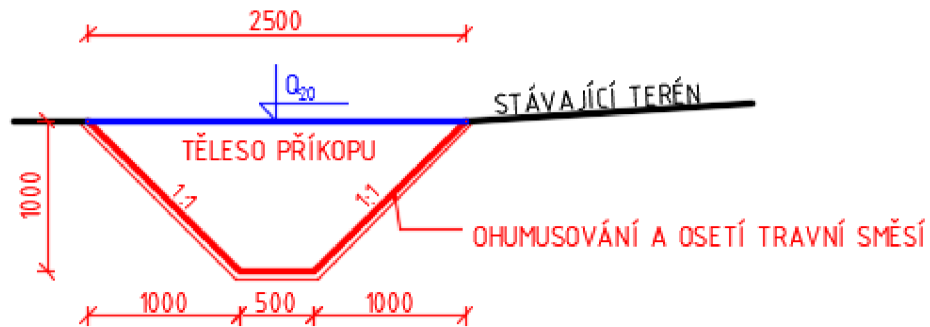 2500
Q20
STÁVAJÍCÍ TERÉN
TĚLESO PŘÍKOPU
1000
1:1
1:1
OHUMUSOVÁNÍ A OSETÍ TRAVNÍ SMĚSÍ
1000 500 1000